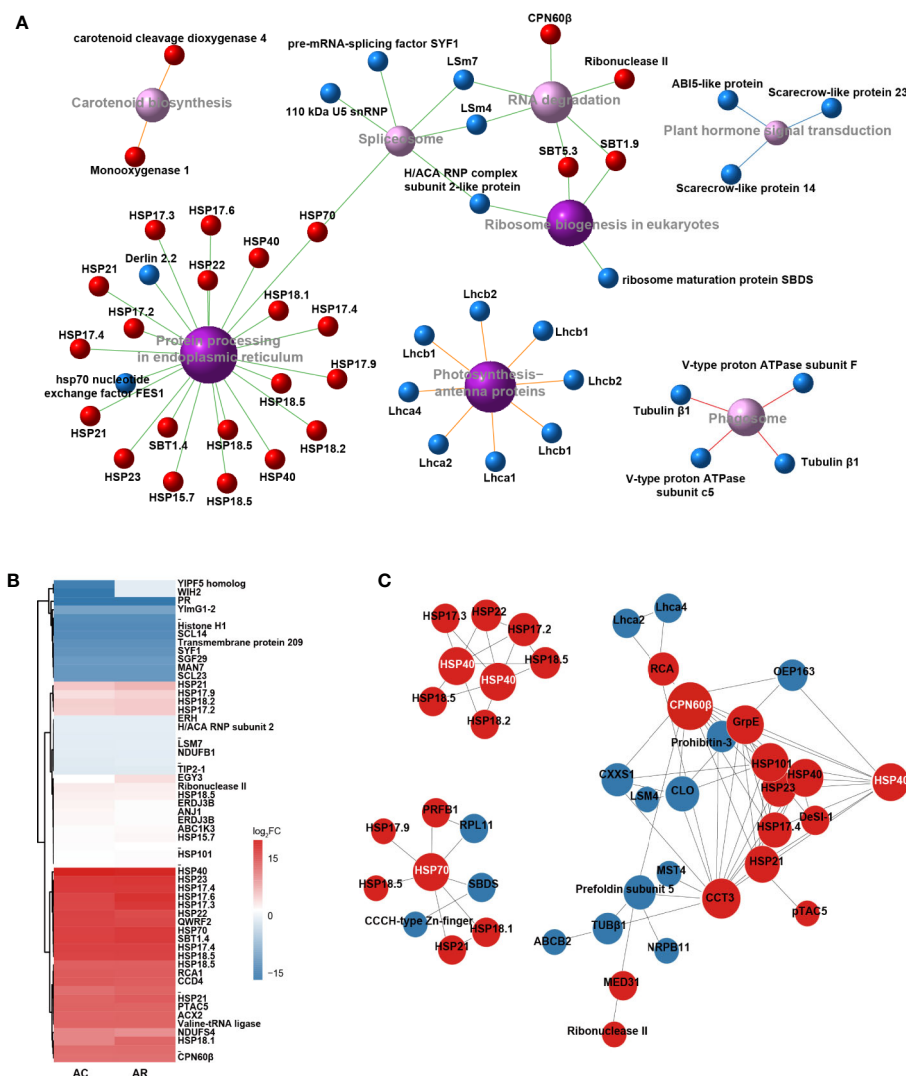 A
CPN60β
carotenoid cleavage dioxygenase 4
pre-mRNA-splicing factor SYF1
LSm7
Ribonuclease II
ABI5-like protein
Scarecrow-like protein 23
Carotenoid biosynthesis
110 kDa U5 snRNP
LSm4
RNA degradation
Spliceosome
Plant hormone signal transduction
SBT5.3
SBT1.9
Monooxygenase 1
H/ACA RNP complex
subunit 2-like protein
Scarecrow-like protein 14
HSP17.3
HSP17.6
HSP70
Ribosome biogenesis in eukaryotes
Derlin 2.2
HSP40
HSP21
HSP22
ribosome maturation protein SBDS
HSP18.1
Lhcb2
HSP17.2
HSP17.4
Lhcb1
Lhcb1
HSP17.4
Protein processing
in endoplasmic reticulum
HSP17.9
Photosynthesis-
antenna proteins
Lhcb2
V-type proton ATPase subunit F
hsp70 nucleotide
exchange factor FES1
HSP18.5
Lhca4
Tubulin β1
Phagosome
HSP21
SBT1.4
HSP18.5
HSP18.2
Lhca2
Lhcb1
HSP23
HSP40
Lhca1
V-type proton ATPase
subunit c5
Tubulin β1
HSP15.7
HSP18.5
B
YIPF5 homolog
WIH2
PR
YlmG1-2
-
Histone H1
SCL14
Transmembrane protein 209
SYF1
SGF29
MAN7
SCL23
HSP21
HSP17.9
HSP18.2
HSP17.2
ERH
H/ACA RNP subunit 2
-
LSM7
NDUFB1
-
TIP2-1
EGY3
Ribonuclease II
HSP18.5
ERDJ3B
ANJ1
ERDJ3B
ABC1K3
HSP15.7
-
HSP101
-
HSP40
HSP23
HSP17.4
HSP17.6
HSP17.3
HSP22
QWRF2
HSP70
SBT1.4
HSP17.4
HSP18.5
HSP18.5
RCA1
CCD4
-
HSP21
PTAC5
ACX2
Valine-tRNA ligase
NDUFS4
HSP18.1
-
CPN60β
AC
AR
log2FC
15
0
-15
C
HSP17.3
HSP22
HSP17.2
HSP40
HSP40
HSP18.5
HSP18.5
HSP18.2
Lhca2
Lhca4
RCA
OEP163
CPN60β
GrpE
Prohibitin-3
CXXS1
HSP101
HSP40
HSP40
LSM4
CLO
HSP23
DeSI-1
HSP17.4
HSP21
MST4
Prefoldin subunit 5
CCT3
pTAC5
TUBβ1
ABCB2
NRPB11
MED31
Ribonuclease II
PRFB1
HSP17.9
RPL11
HSP70
HSP18.5
SBDS
CCCH-type Zn-finger
HSP18.1
HSP21